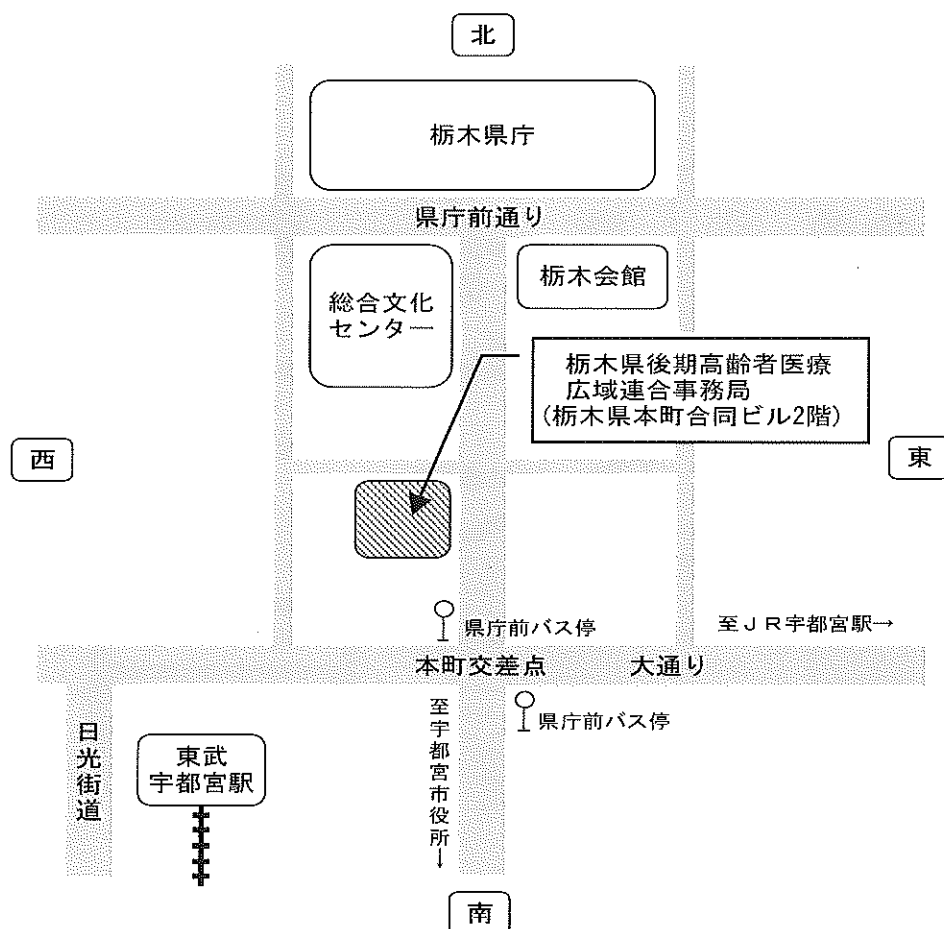 北
栃木県庁
県庁前通り
総合文化
センター
栃木会館
栃木県後期高齢者医療
広域連合事務局
(栃木県本町合同ビル2階)
西
東
県庁前バス停
至JR宇都宮駅→
本町交差点
大通り
県庁前バス停
至宇都宮市役所→
日光街道
東武
宇都宮駅
南